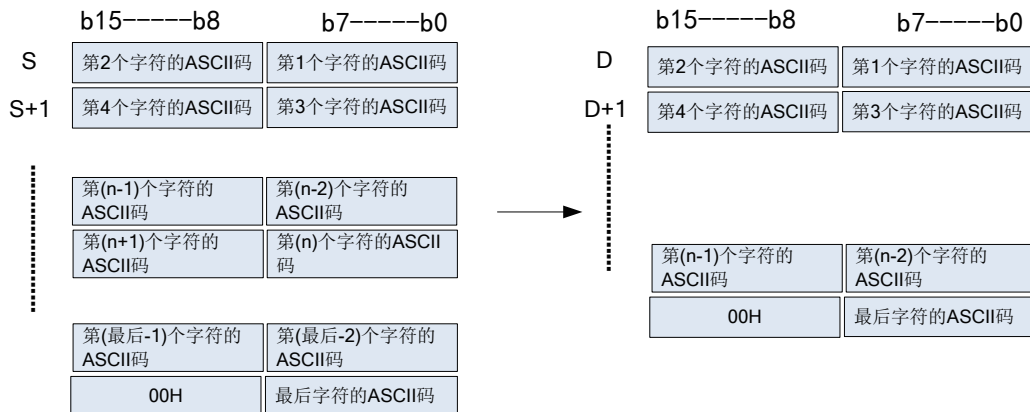 b15-----b8 b7-----b0
S 第2个字符的ASCII码 第1个字符的ASCII码
S+1 第4个字符的ASCII码 第3个字符的ASCII码
第(n-1)个字符的 第(n-2)个字符的
ASCII码 ASCII码
第(n+1)个字符的 第(n)个字符的ASCII
ASCII码 码
第(最后-1)个字符的 第(最后-2)个字符的
ASCII码 ASCII码
00H 最后字符的ASCII码
b15-----b8 b7-----b0
D 第2个字符的ASCII码 第1个字符的ASCII码
D+1 第4个字符的ASCII码 第3个字符的ASCII码
第(n-1)个字符的 第(n-2)个字符的
ASCII码 ASCII码
00H 最后字符的ASCII码